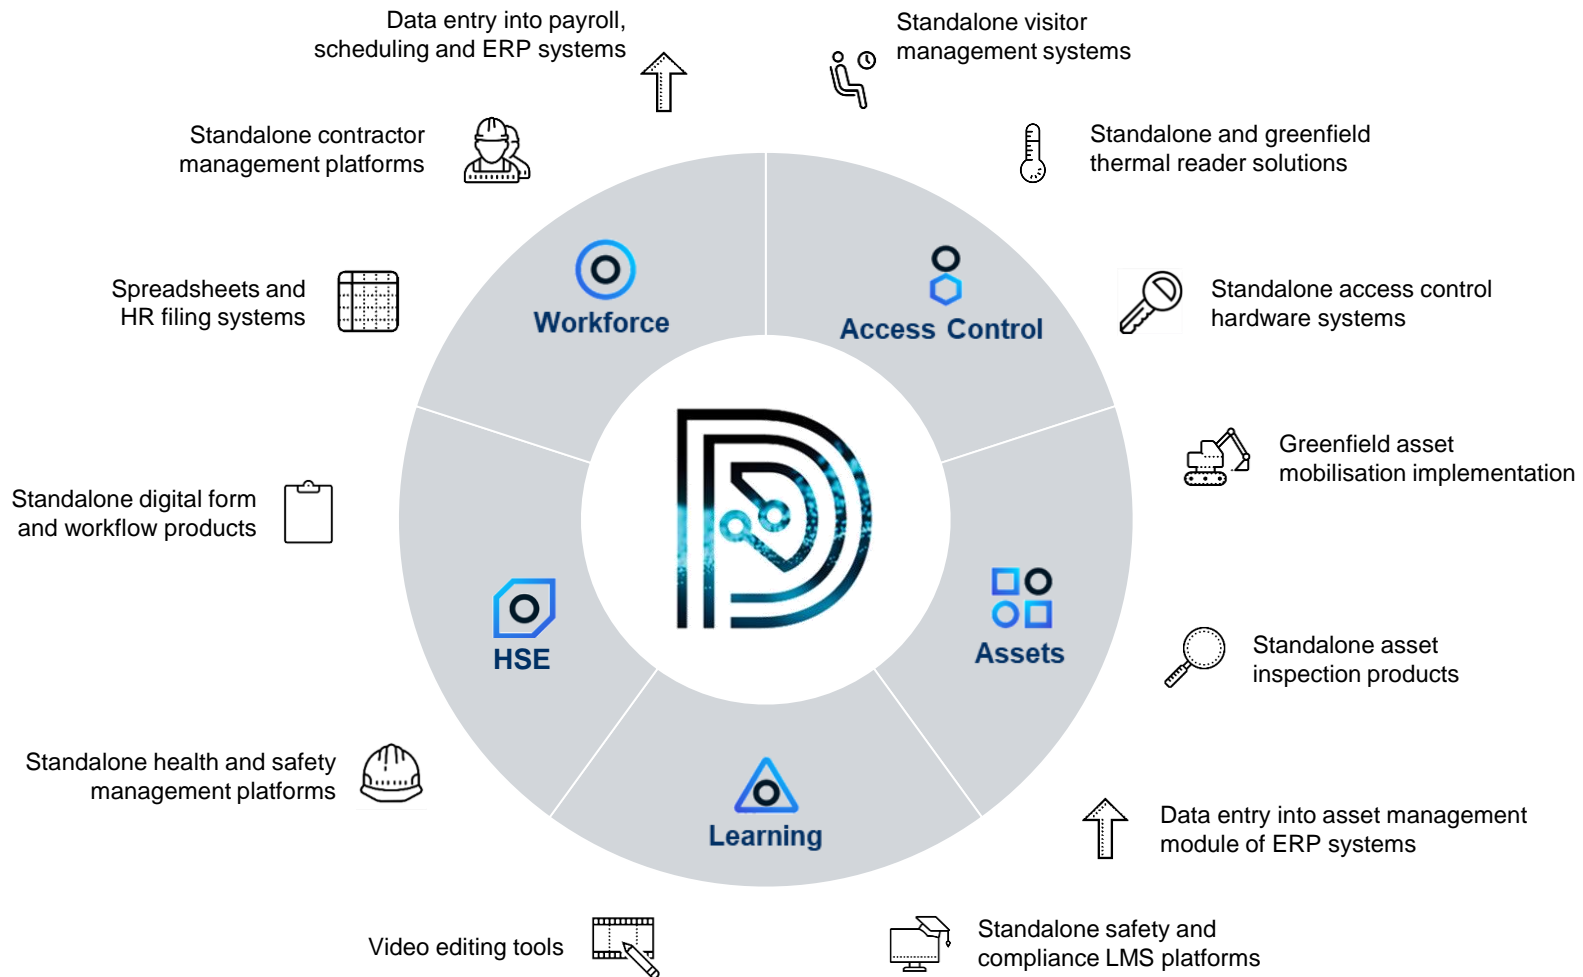 Data entry into payroll,
scheduling and ERP systems
Standalone visitor
management systems
Standalone contractor
management platforms
Standalone and greenfield
thermal reader solutions
Spreadsheets and
HR filing systems
Workforce
Access Control
Standalone access control
hardware systems
Greenfield asset
mobilisation implementation
Standalone digital form
and workflow products
HSE
Assets
Standalone asset
inspection products
Standalone health and safety
management platforms
Learning
Data entry into asset management
module of ERP systems
Video editing tools
Standalone safety and
compliance LMS platforms